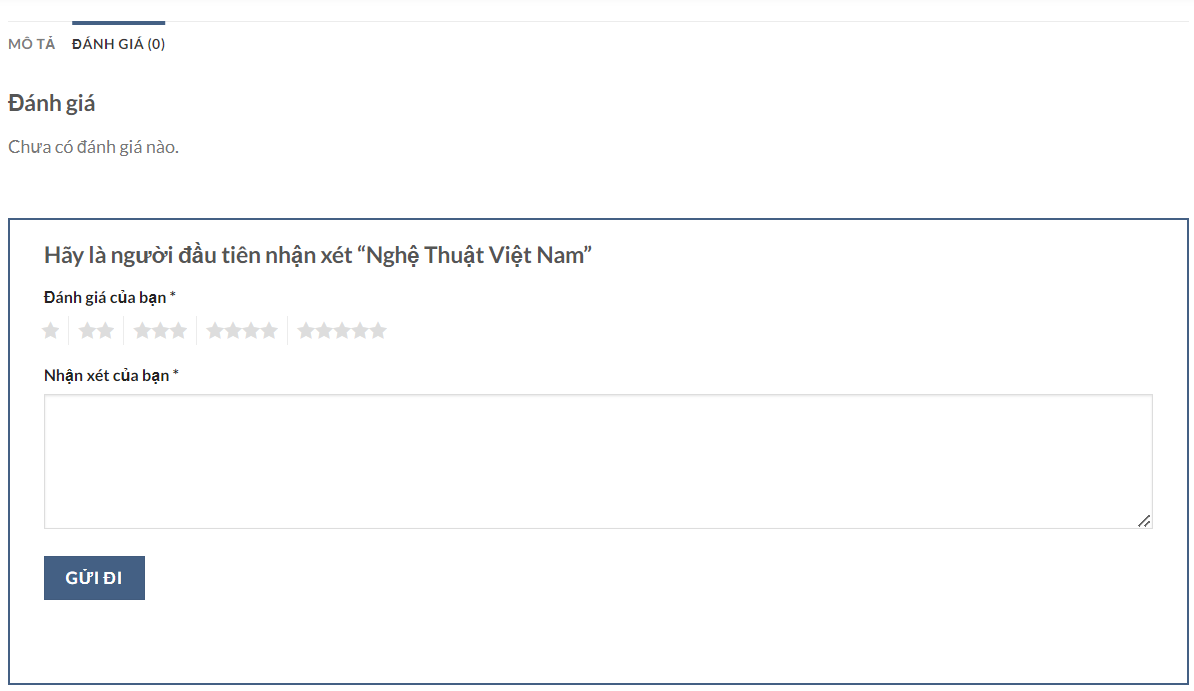 MÔ TẢ ĐÁNH GIÁ (0)
Đánh giá
Chưa có đánh giá nào.
Hãy là người đầu tiên nhận xét “Nghệ Thuật Việt Nam”
Đánh giá của bạn *
Nhận xét của bạn *
GỬI ĐI